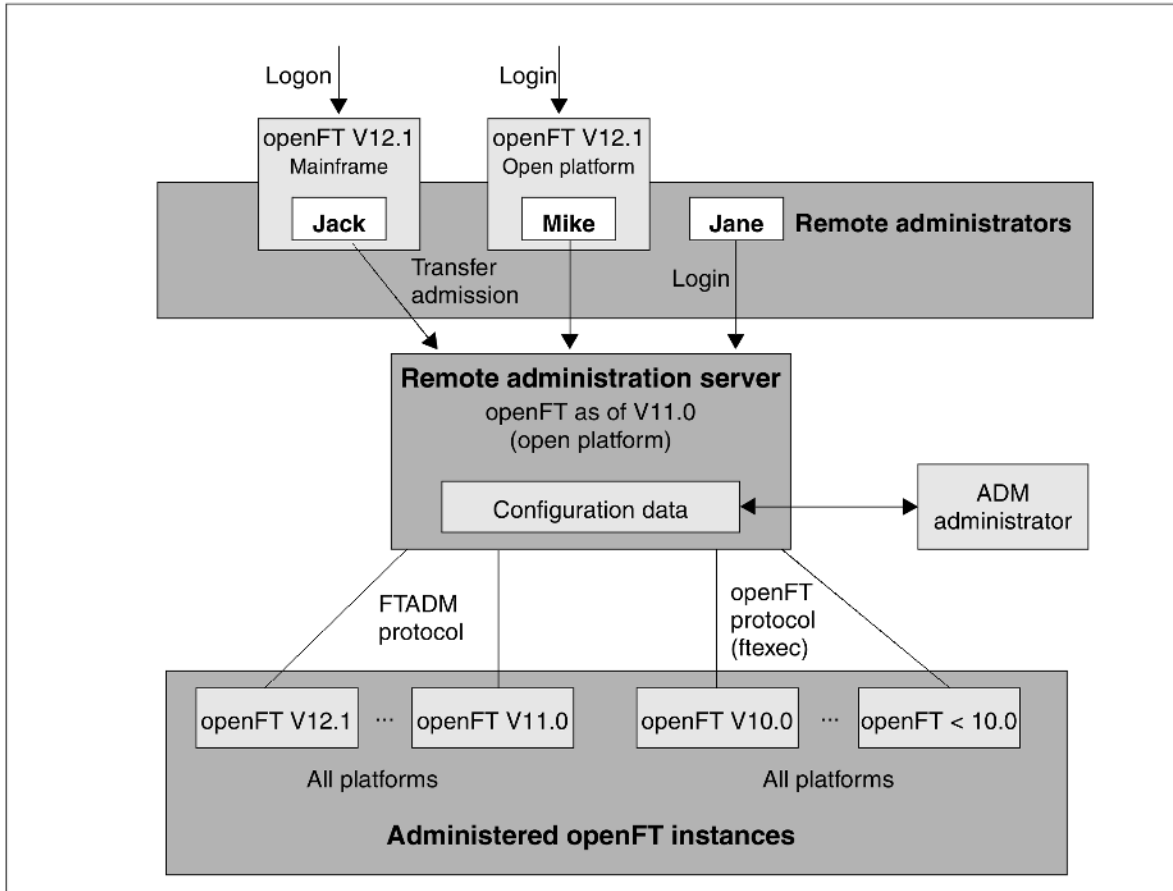 Logon
Login
openFT V12.1
Mainframe
openFT V12.1
Open platform
Jack
Mike
Jane
Remote administrators
Transfer
admission
Login
Remote administration server
openFT as of V11.0
(open platform)
Configuration data
ADM
administrator
FTADM
protocol
openFT
protocol
(ftexec)
openFT V12.1
...
openFT V11.0
openFT V10.0
...
openFT < 10.0
All platforms
All platforms
Administered openFT instances